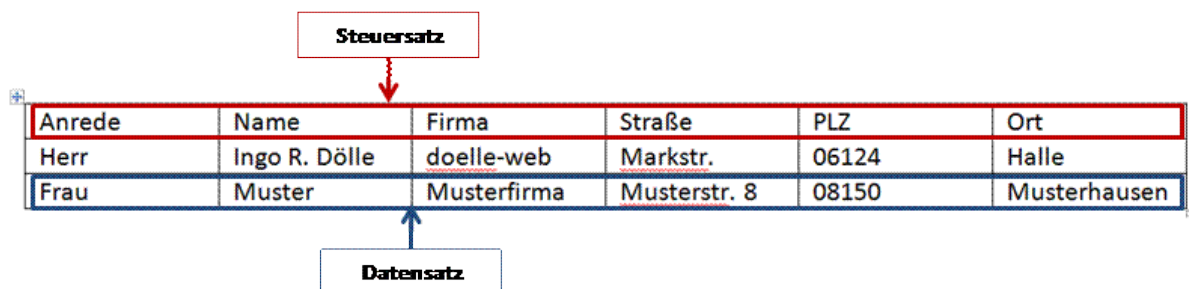 Steuersatz
Anrede Name Firma Straße PLZ Ort
Herr Ingo R. Dölle doelle-web Markstr. 06124 Halle
Frau Muster Musterfirma Musterstr. 8 08150 Musterhausen
Datensatz